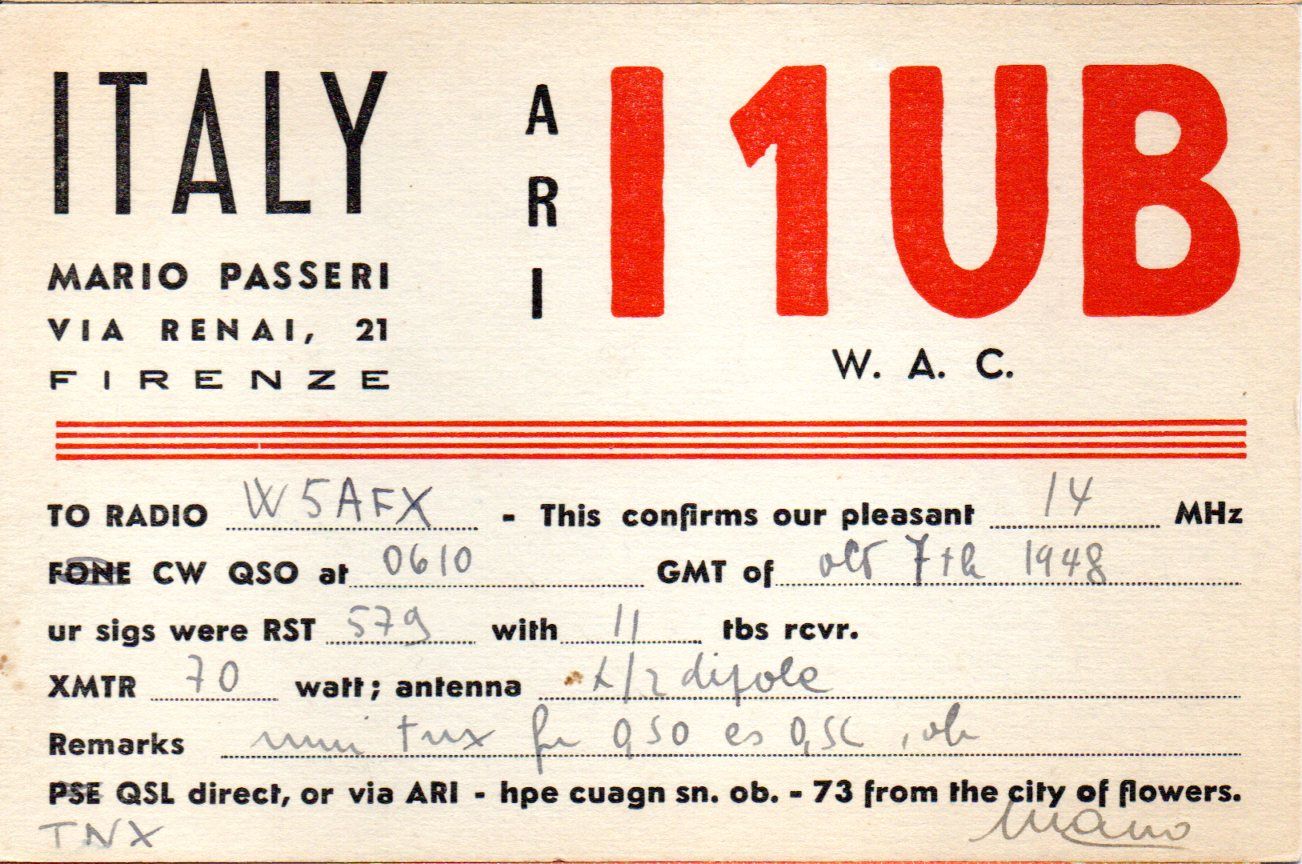 ITALY
MARIO PASSERI
VIA RENAI, 21
FIRENZE
ARI
I1UB
W. A. C.
TO RADIO W5AFX - This confirms our pleasant 14 MHz
FONE CW QSO at 0610 GMT of oct 7th 1948
ur sigs were RST 579 with 11 tbs rcvr.
XMTR 70 watt; antenna λ/2 dipole
Remarks mni tnx fr QSO es QSL, ob
PSE QSL direct, or via ARI - hpe cuagn sn. ob. - 73 from the city of flowers.
TNX
Mario